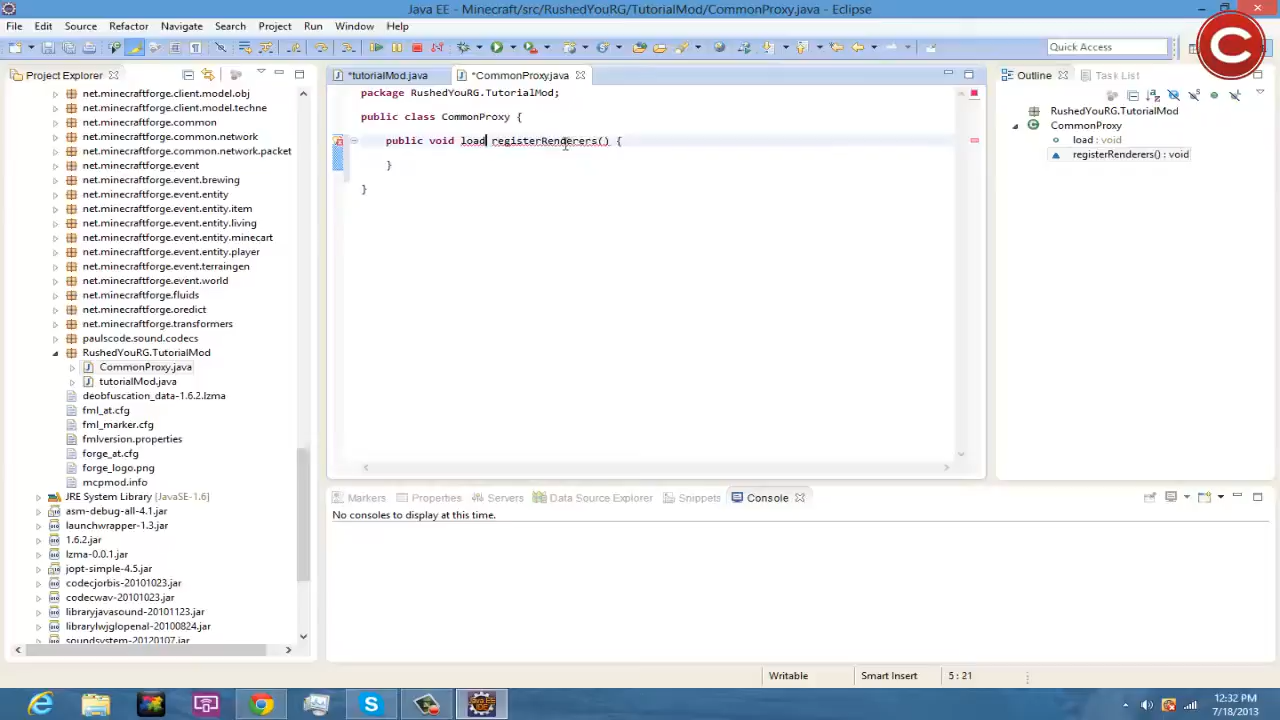 Java EE - Minecraft/src/RushedYouRG/TutorialMod/CommonProxy.java - Eclipse
File Edit Source Refactor Navigate Search Project Run Window Help
Quick Access
Project Explorer
net.minecraftforge.client.model.obj
net.minecraftforge.client.model.techne
net.minecraftforge.common
net.minecraftforge.common.network
net.minecraftforge.common.network.packet
net.minecraftforge.event
net.minecraftforge.event.brewing
net.minecraftforge.event.entity
net.minecraftforge.event.entity.item
net.minecraftforge.event.entity.living
net.minecraftforge.event.entity.minecart
net.minecraftforge.event.entity.player
net.minecraftforge.event.terraingen
net.minecraftforge.event.world
net.minecraftforge.fluids
net.minecraftforge.oredict
net.minecraftforge.transformers
paulscode.sound.codecs
RushedYouRG.TutorialMod
CommonProxy.java
tutorialMod.java
deobfuscation_data-1.6.2.lzma
fml_at.cfg
fml_marker.cfg
fmlversion.properties
forge_at.cfg
forge_logo.png
mcpmod.info
JRE System Library [JavaSE-1.6]
asm-debug-all-4.1.jar
launchwrapper-1.3.jar
1.6.2.jar
lzma-0.0.1.jar
jopt-simple-4.5.jar
codecjorbis-20101023.jar
codecwav-20101023.jar
libraryjavasound-20101123.jar
librarylwjglopenal-20100824.jar
soundsystem-20120107.jar
*tutorialMod.java *CommonProxy.java
package RushedYouRG.TutorialMod;
public class CommonProxy {
public void load registerRenderers() {
}
}
Outline Task List
RushedYouRG.TutorialMod
CommonProxy
load : void
registerRenderers() : void
Markers Properties Servers Data Source Explorer Snippets Console
No consoles to display at this time.
Writable Smart Insert 5 : 21
12:32 PM
7/18/2013